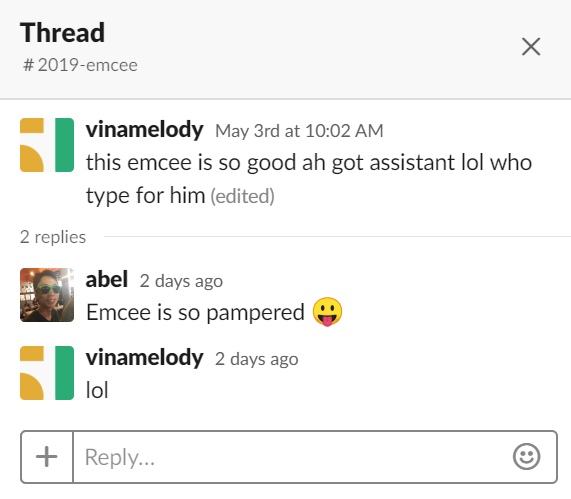 Thread
# 2019-emcee
vinamelody May 3rd at 10:02 AM
this emcee is so good ah got assistant lol who
type for him (edited)
2 replies
abel 2 days ago
Emcee is so pampered 😛
vinamelody 2 days ago
lol
Reply…